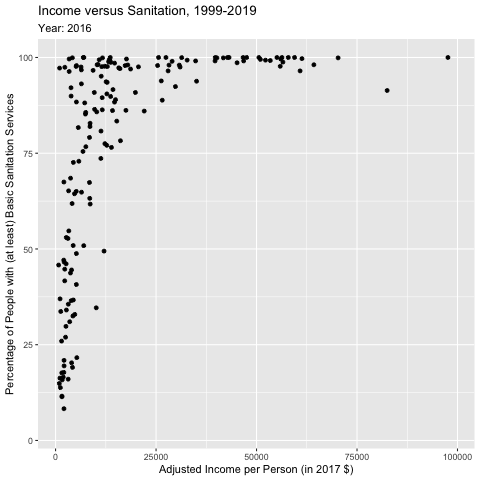 Income versus Sanitation, 1999-2019
Year: 2016
Percentage of People with (at least) Basic Sanitation Services
100
75
50
25
0
0 25000 50000 75000 100000
Adjusted Income per Person (in 2017 $)